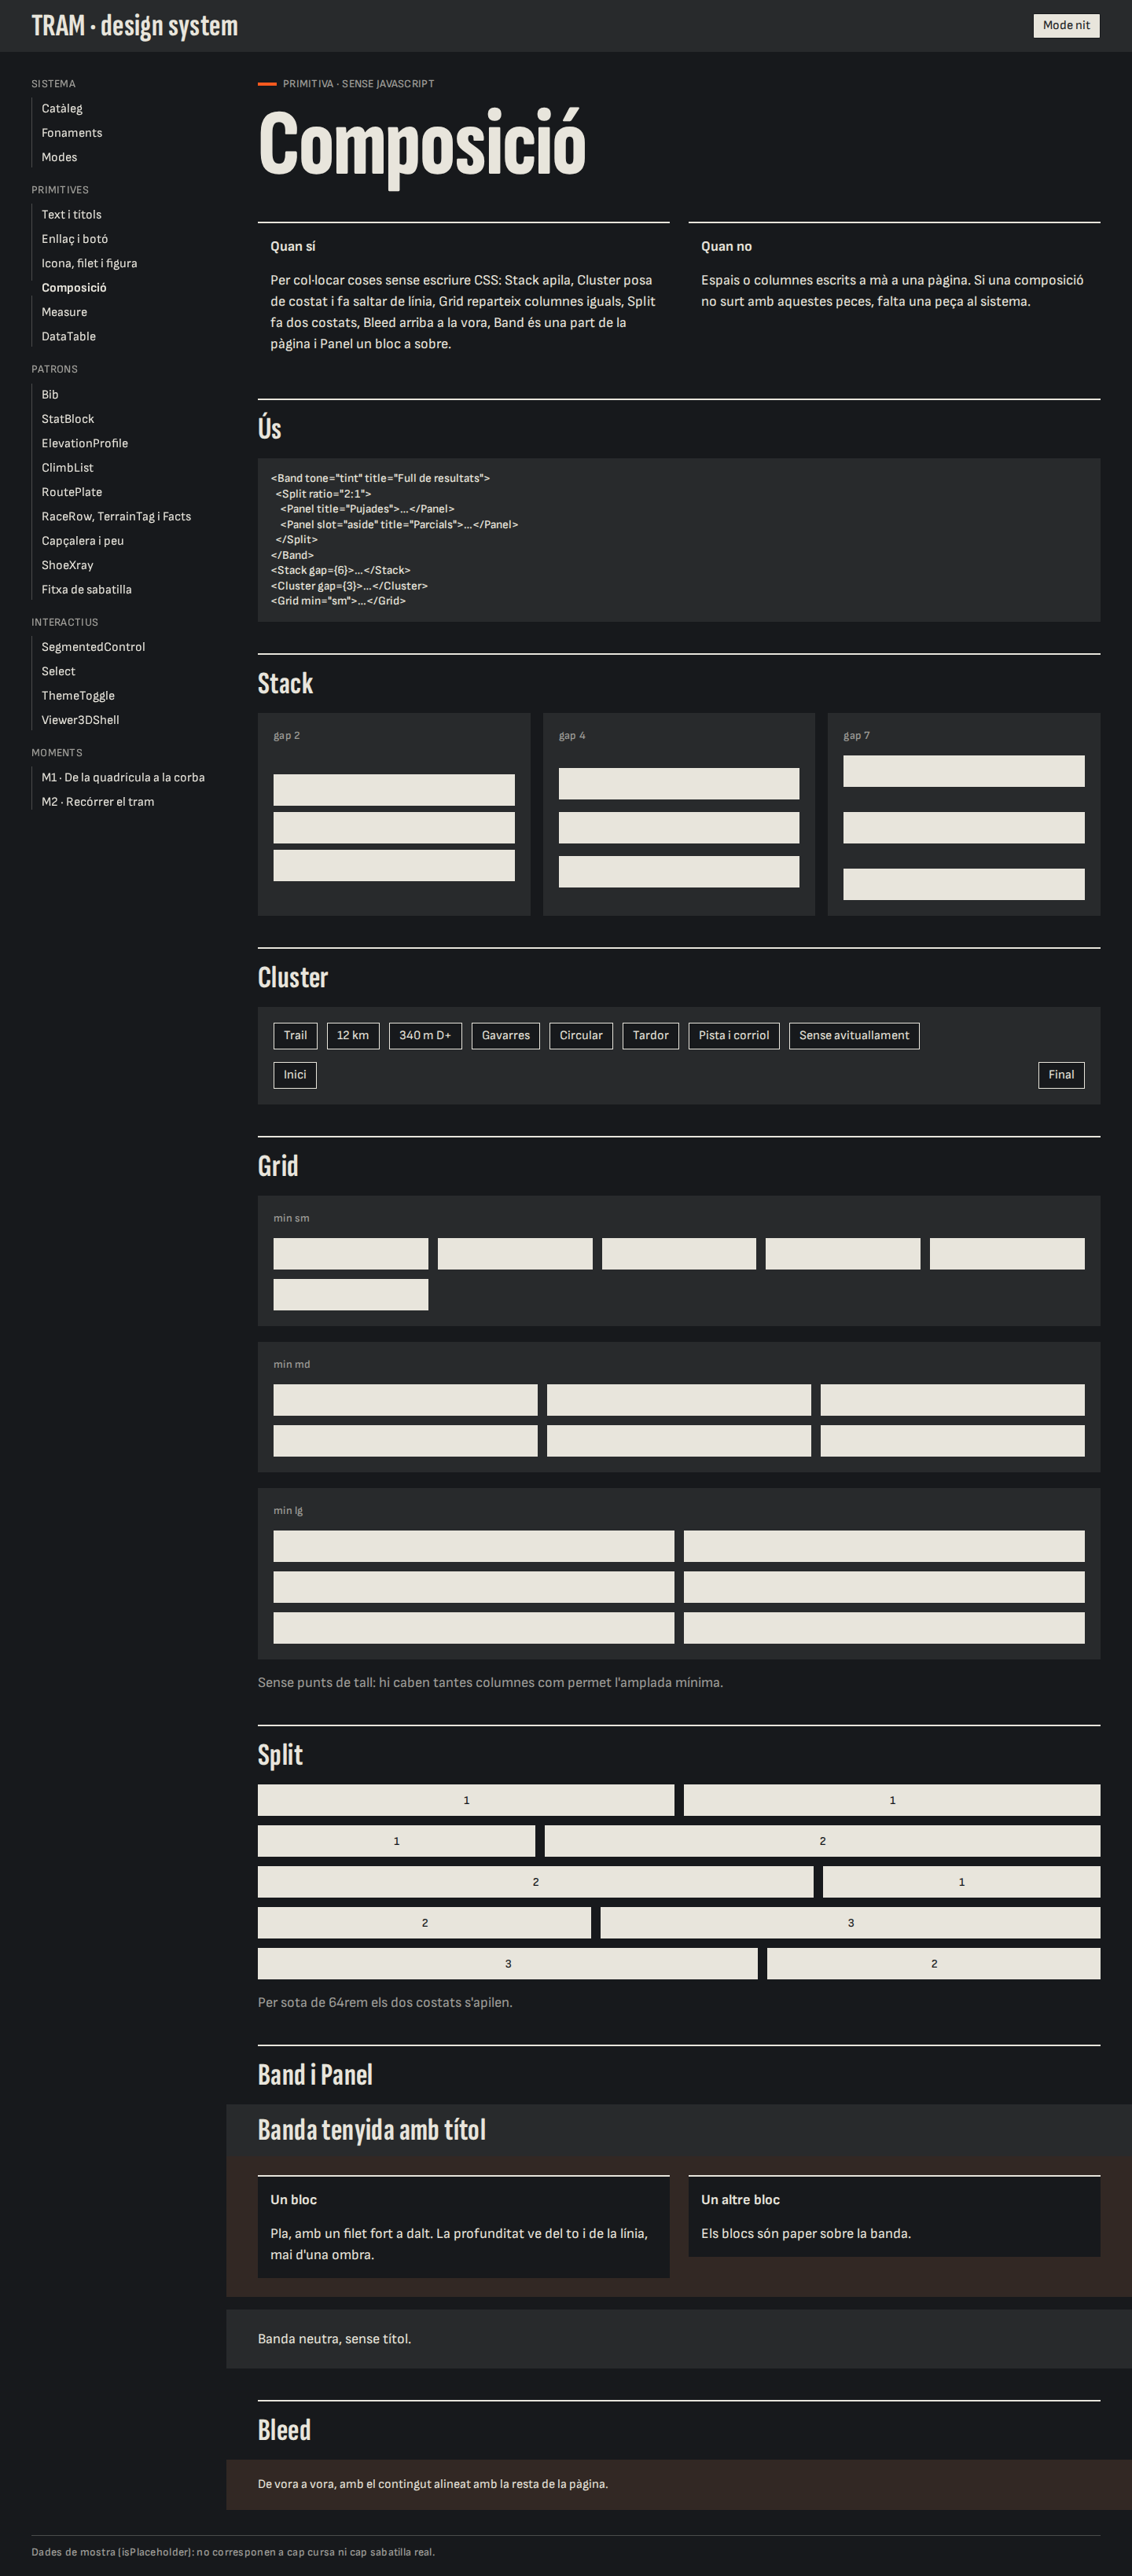 TRAM · design system
Mode nit
SISTEMA
Catàleg
Fonaments
Modes
PRIMITIVES
Text i títols
Enllaç i botó
Icona, filet i figura
Composició
Measure
DataTable
PATRONS
Bib
StatBlock
ElevationProfile
ClimbList
RoutePlate
RaceRow, TerrainTag i Facts
Capçalera i peu
ShoeXray
Fitxa de sabatilla
INTERACTIUS
SegmentedControl
Select
ThemeToggle
Viewer3DShell
MOMENTS
M1 · De la quadrícula a la corba
M2 · Recórrer el tram
PRIMITIVA · SENSE JAVASCRIPT
Composició
Quan sí
Per col·locar coses sense escriure CSS: Stack apila, Cluster posa
de costat i fa saltar de línia, Grid reparteix columnes iguals, Split
fa dos costats, Bleed arriba a la vora, Band és una part de la
pàgina i Panel un bloc a sobre.
Quan no
Espais o columnes escrits a mà a una pàgina. Si una composició
no surt amb aquestes peces, falta una peça al sistema.
Ús
<Band tone="tint" title="Full de resultats">
<Split ratio="2:1">
<Panel title="Pujades">…</Panel>
<Panel slot="aside" title="Parcials">…</Panel>
</Split>
</Band>
<Stack gap={6}>…</Stack>
<Cluster gap={3}>…</Cluster>
<Grid min="sm">…</Grid>
Stack
gap 2
gap 4
gap 7
Cluster
Trail
12 km
340 m D+
Gavarres
Circular
Tardor
Pista i corriol
Sense avituallament
Inici
Final
Grid
min sm
min md
min lg
Sense punts de tall: hi caben tantes columnes com permet l'amplada mínima.
Split
1
1
1
2
2
1
2
3
3
2
Per sota de 64rem els dos costats s'apilen.
Band i Panel
Banda tenyida amb títol
Un bloc
Pla, amb un filet fort a dalt. La profunditat ve del to i de la línia,
mai d'una ombra.
Un altre bloc
Els blocs són paper sobre la banda.
Banda neutra, sense títol.
Bleed
De vora a vora, amb el contingut alineat amb la resta de la pàgina.
Dades de mostra (isPlaceholder): no corresponen a cap cursa ni cap sabatilla real.